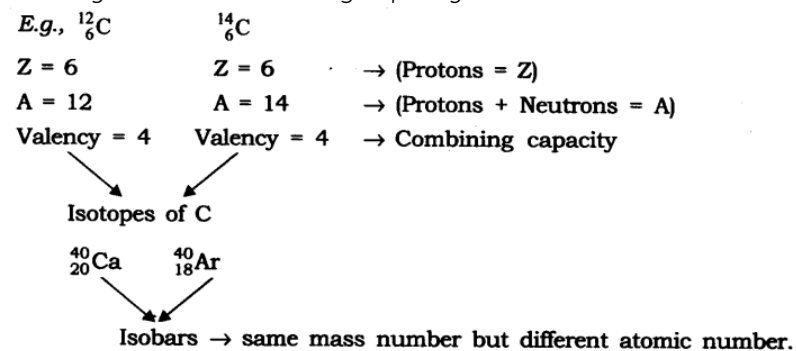 E.g., ¹²₆C ¹⁴₆C
Z = 6 Z = 6 → (Protons = Z)
A = 12 A = 14 → (Protons + Neutrons = A)
Valency = 4 Valency = 4 → Combining capacity
Isotopes of C
⁴⁰₂₀Ca ⁴⁰₁₈Ar
Isobars → same mass number but different atomic number.